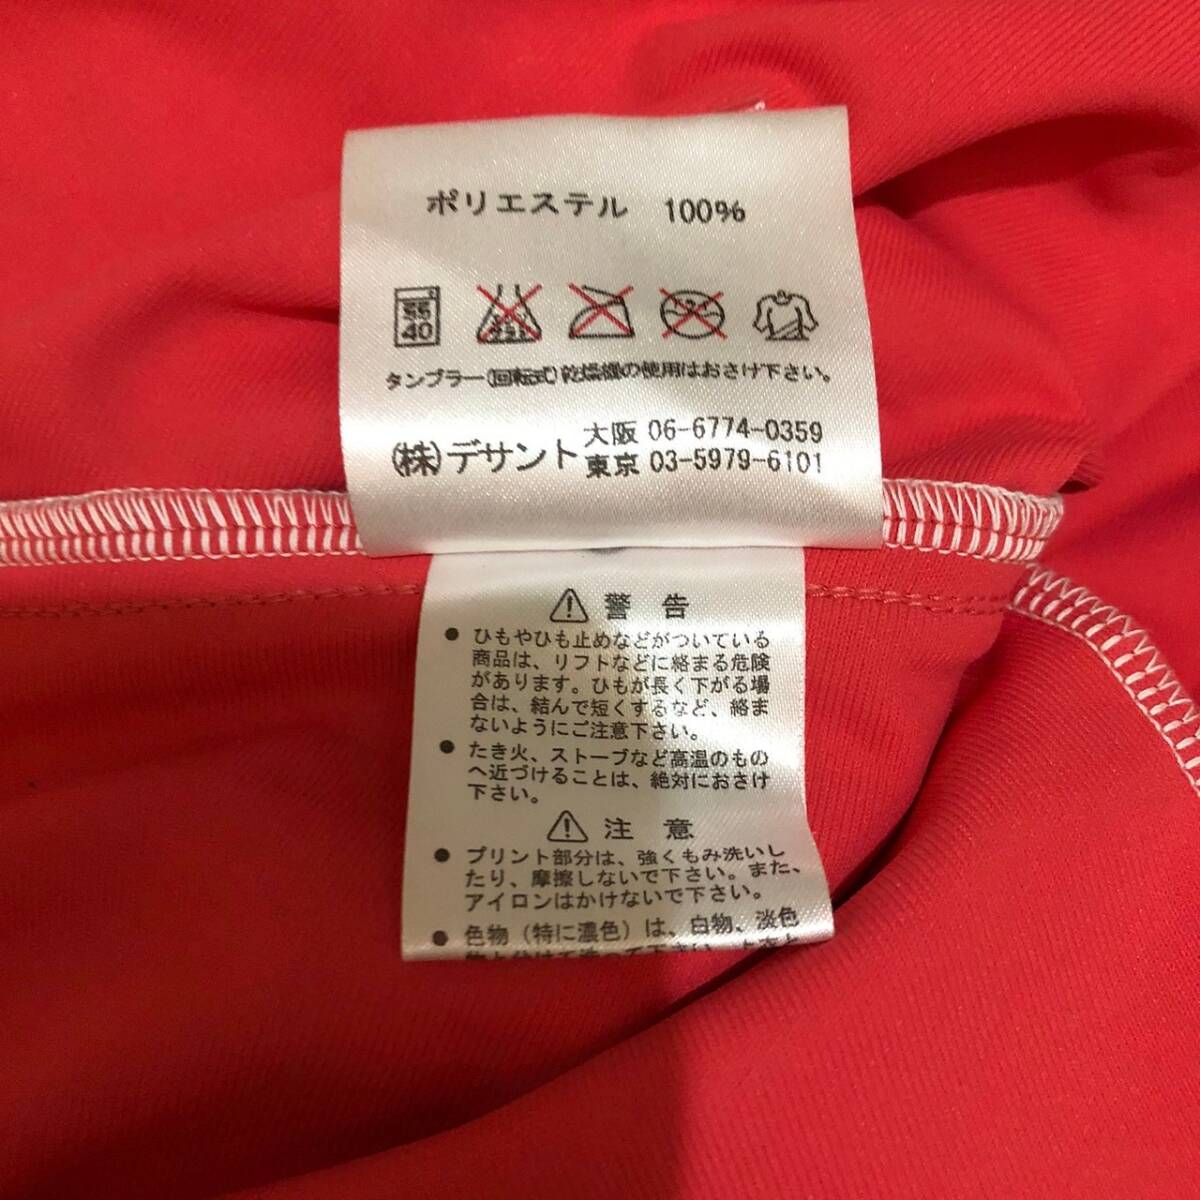 ポリエステル 100%
40
タンブラー(回転式)乾燥機の使用はおさけ下さい。
(株)デサント 大阪 06-6774-0359
東京 03-5979-6101
⚠ 警告
● ひもやひも止めなどがついている
商品は、リフトなどに絡まる危険
があります。ひもが長く下がる場
合は、結んで短くするなど、絡ま
ないようにご注意下さい。
● たき火、ストーブなど高温のもの
へ近づけることは、絶対におさけ
下さい。
⚠ 注意
● プリント部分は、強くもみ洗いし
たり、摩擦しないで下さい。また、
アイロンはかけないで下さい。
● 色物(特に濃色)は、白物、淡色